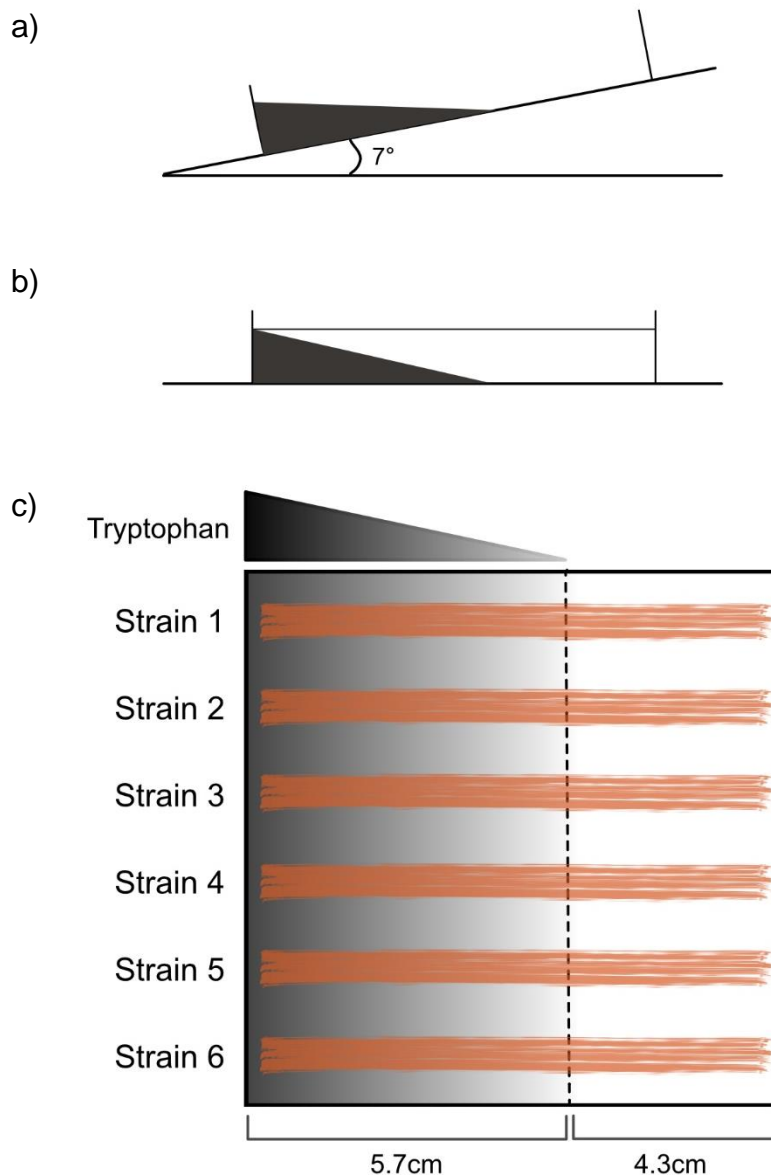 a)
7°
b)
c)
Tryptophan
Strain 1
Strain 2
Strain 3
Strain 4
Strain 5
Strain 6
5.7cm 4.3cm